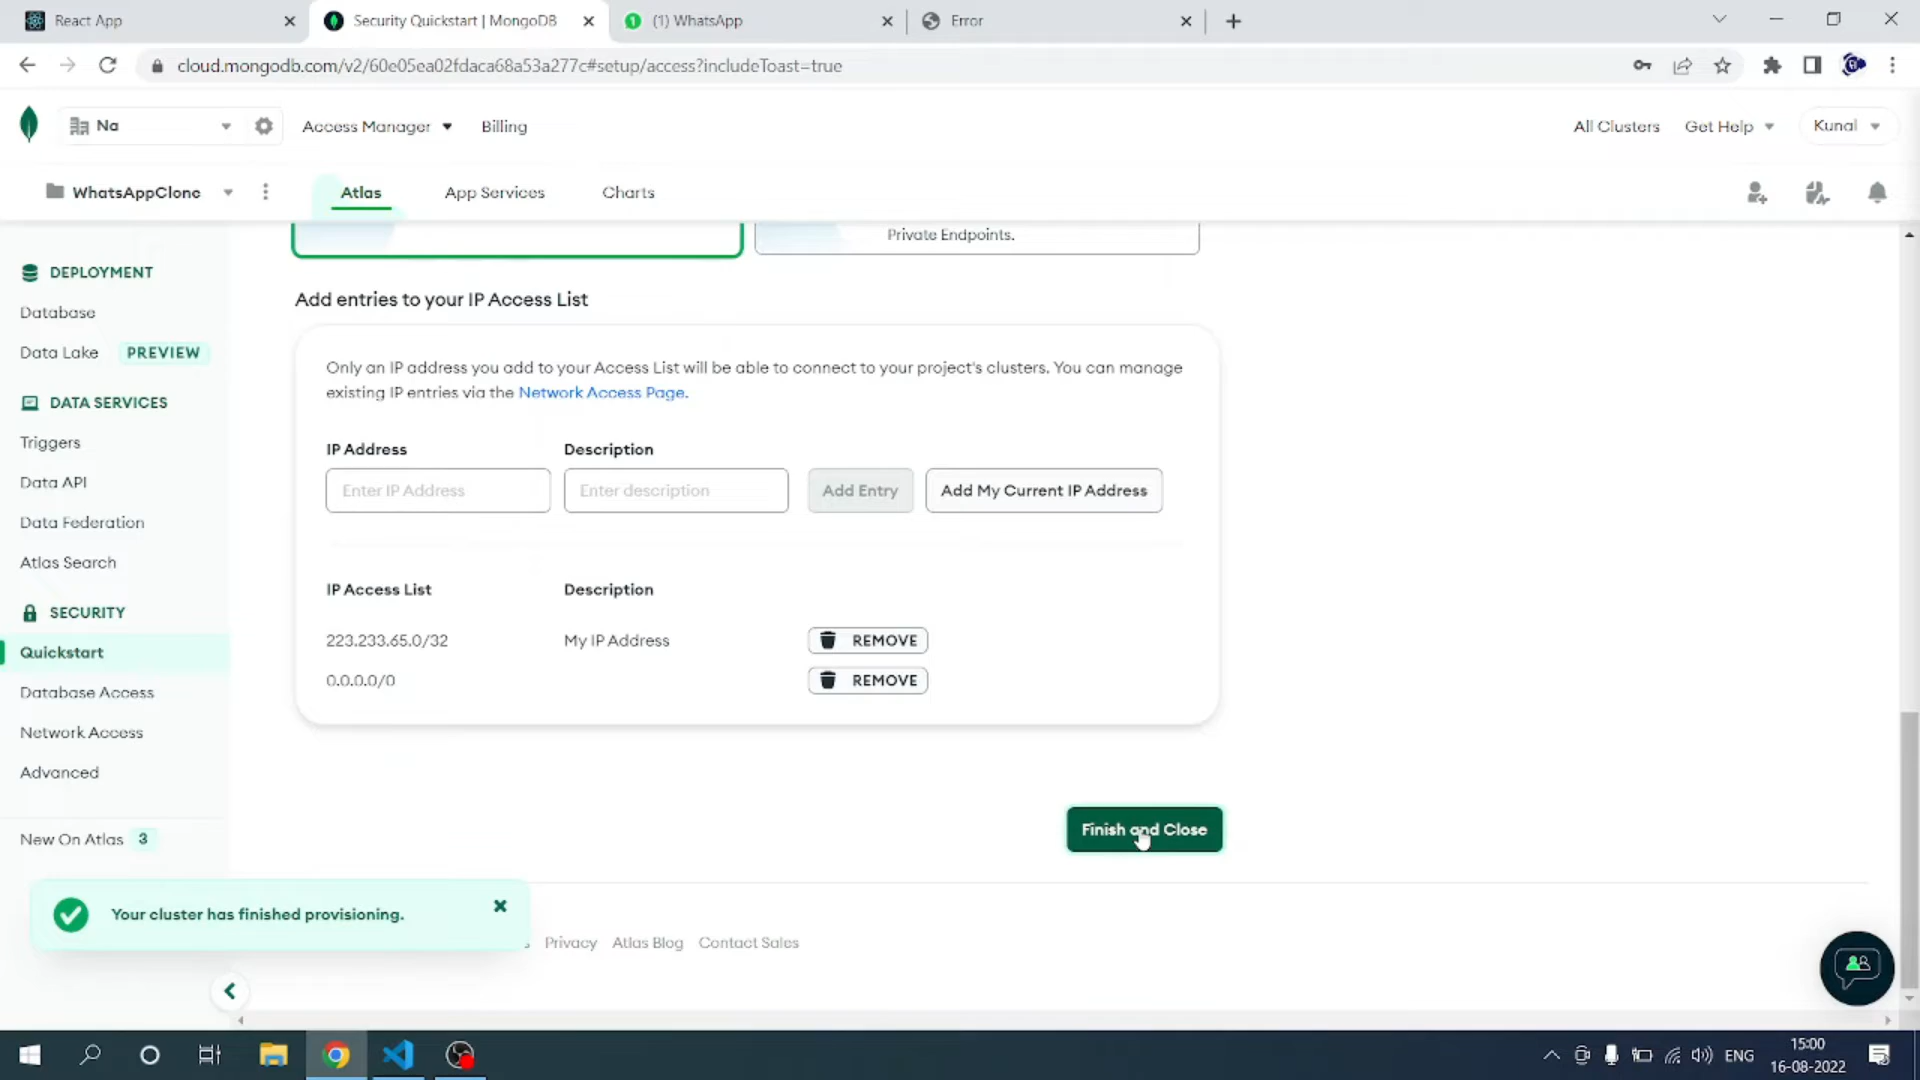 React App
Security Quickstart | MongoDB
(1) WhatsApp
Error
cloud.mongodb.com/v2/60e05ea02fdaca68a53a277c#setup/access?includeToast=true
Na
Access Manager
Billing
All Clusters
Get Help
Kunal
WhatsAppClone
Atlas
App Services
Charts
Private Endpoints.
DEPLOYMENT
Database
Data Lake PREVIEW
DATA SERVICES
Triggers
Data API
Data Federation
Atlas Search
SECURITY
Quickstart
Database Access
Network Access
Advanced
New On Atlas 3
Add entries to your IP Access List
Only an IP address you add to your Access List will be able to connect to your project's clusters. You can manage
existing IP entries via the Network Access Page.
IP Address Description
Enter IP Address Enter description Add Entry Add My Current IP Address
IP Access List Description
223.233.65.0/32 My IP Address REMOVE
0.0.0.0/0 REMOVE
Finish and Close
Your cluster has finished provisioning.
Privacy Atlas Blog Contact Sales
ENG
15:00
16-08-2022